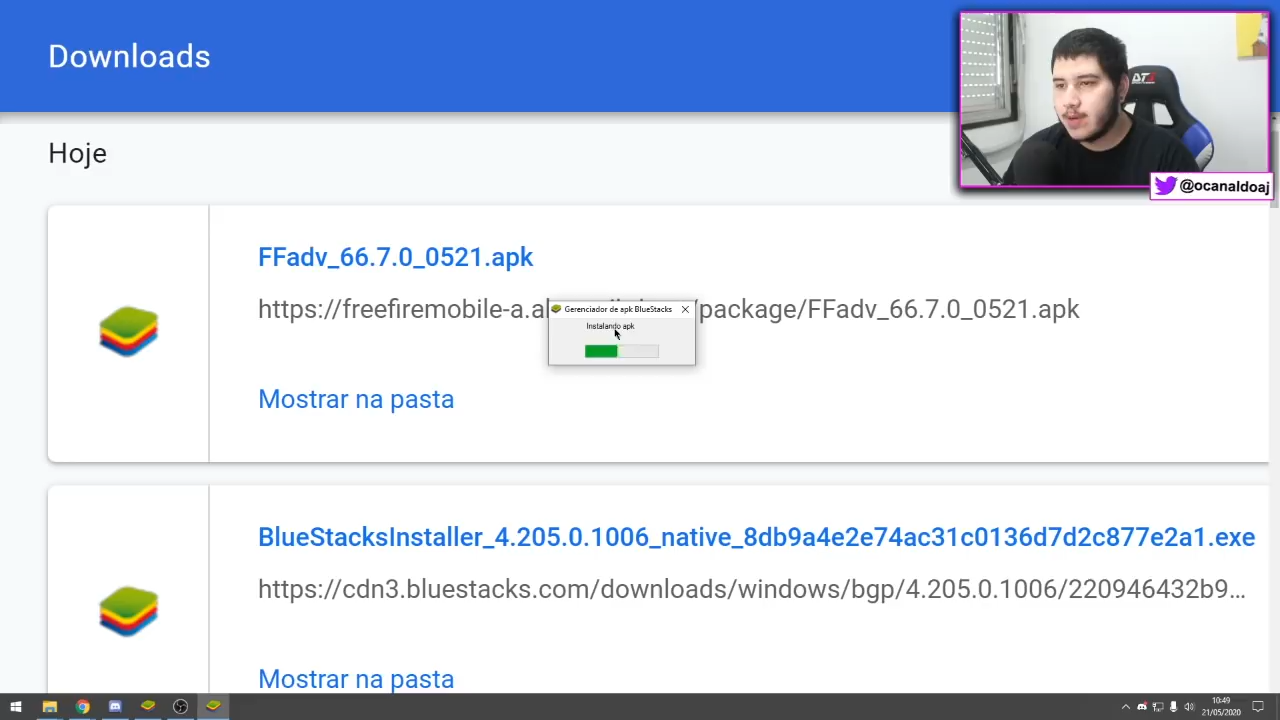 Downloads
Hoje
FFadv_66.7.0_0521.apk
https://freefiremobile-a.a
/package/FFadv_66.7.0_0521.apk
Mostrar na pasta
Gerenciador de apk BlueStacks
Instalando apk
BlueStacksInstaller_4.205.0.1006_native_8db9a4e2e74ac31c0136d7d2c877e2a1.exe
https://cdn3.bluestacks.com/downloads/windows/bgp/4.205.0.1006/220946432b9...
Mostrar na pasta
@ocanaldoaj
10:49
21/05/2020